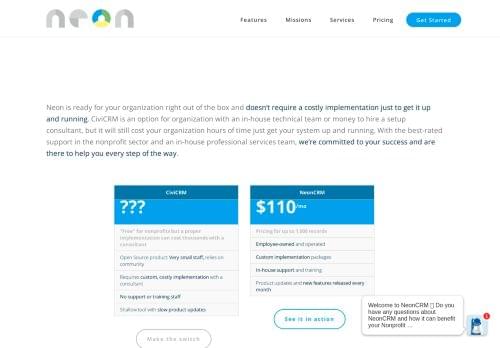 neon
Features
Missions
Services
Pricing
Get Started
Neon is ready for your organization right out of the box and doesn't require a costly implementation just to get it up
and running. CiviCRM is an option for organization with an in-house technical team or money to hire a setup
consultant, but it will still cost your organization hours of time just get your system up and running. With the best-rated
support in the nonprofit sector and an in-house professional services team, we're committed to your success and are
there to help you every step of the way.
CiviCRM
???
"Free" for nonprofits but a proper
implementation can cost thousands with a
consultant
Open Source product. Very small staff, relies on
community
Requires custom, costly implementation with a
consultant
No support or training staff
Shallow tool with slow product updates
Make the switch
NeonCRM
$110/mo
Pricing for up to 1,000 records
Employee-owned and operated
Custom implementation packages
In-house support and training
Product updates and new features released every
month
See it in action
Welcome to NeonCRM Do you
have any questions about
NeonCRM and how it can benefit
your Nonprofit ...
1